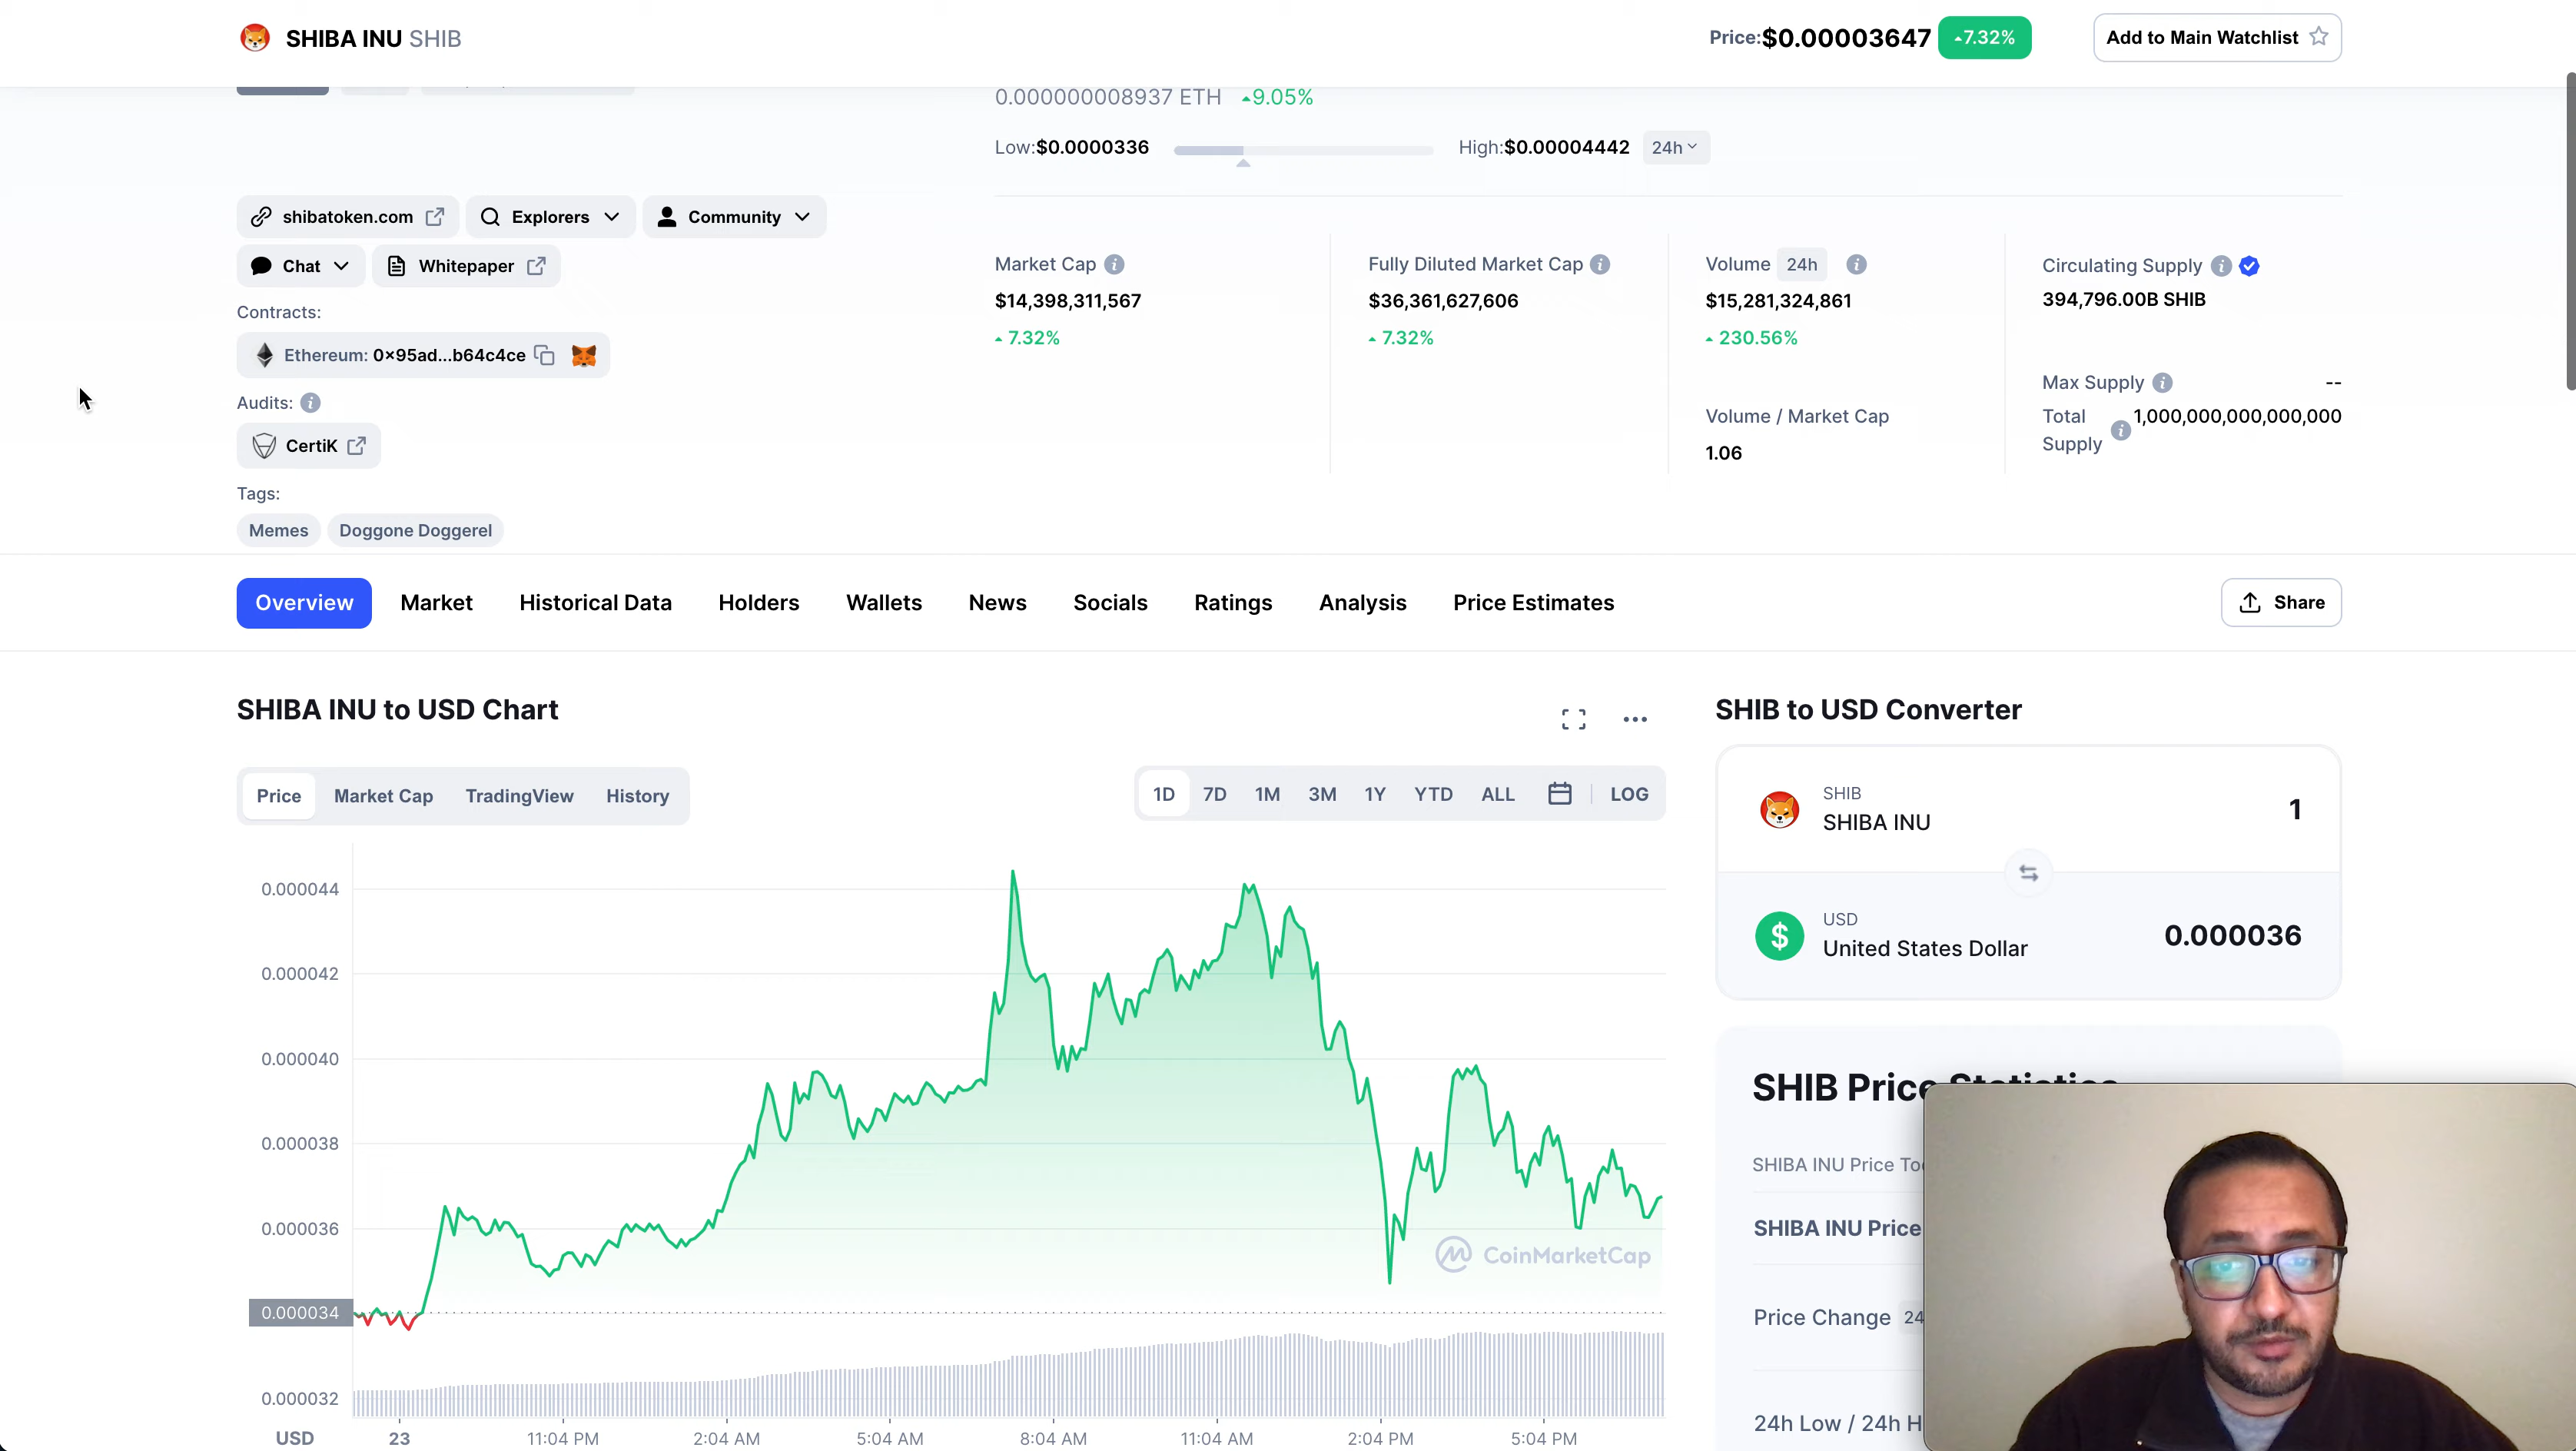 SHIBA INU SHIB
Price:$0.00003647 7.32%
Add to Main Watchlist
0.000000008937 ETH 9.05%
Low:$0.0000336
High:$0.00004442
24h
shibatoken.com
Explorers
Community
Chat
Whitepaper
Contracts:
Ethereum: 0x95ad...b64c4ce
Audits:
CertiK
Tags:
Memes
Doggone Doggerel
Market Cap
$14,398,311,567
7.32%
Fully Diluted Market Cap
$36,361,627,606
7.32%
Volume 24h
$15,281,324,861
230.56%
Volume / Market Cap
1.06
Circulating Supply
394,796.00B SHIB
Max Supply --
Total Supply 1,000,000,000,000,000
Overview
Market
Historical Data
Holders
Wallets
News
Socials
Ratings
Analysis
Price Estimates
Share
SHIBA INU to USD Chart
Price
Market Cap
TradingView
History
1D
7D
1M
3M
1Y
YTD
ALL
LOG
0.000044
0.000042
0.000040
0.000038
0.000036
0.000034
0.000032
CoinMarketCap
USD
23
11:04 PM
2:04 AM
5:04 AM
8:04 AM
11:04 AM
2:04 PM
5:04 PM
SHIB to USD Converter
SHIB
SHIBA INU
1
USD
United States Dollar
0.000036
SHIB Price
SHIBA INU Price
SHIBA INU Price
Price Change 24
24h Low / 24h H